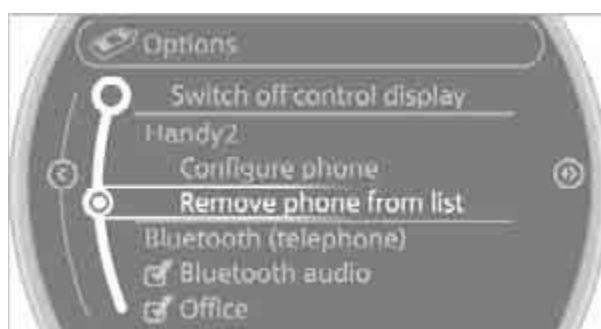 Options
Switch off control display
Handy2
Configure phone
Remove phone from list
Bluetooth (telephone)
Bluetooth audio
Office